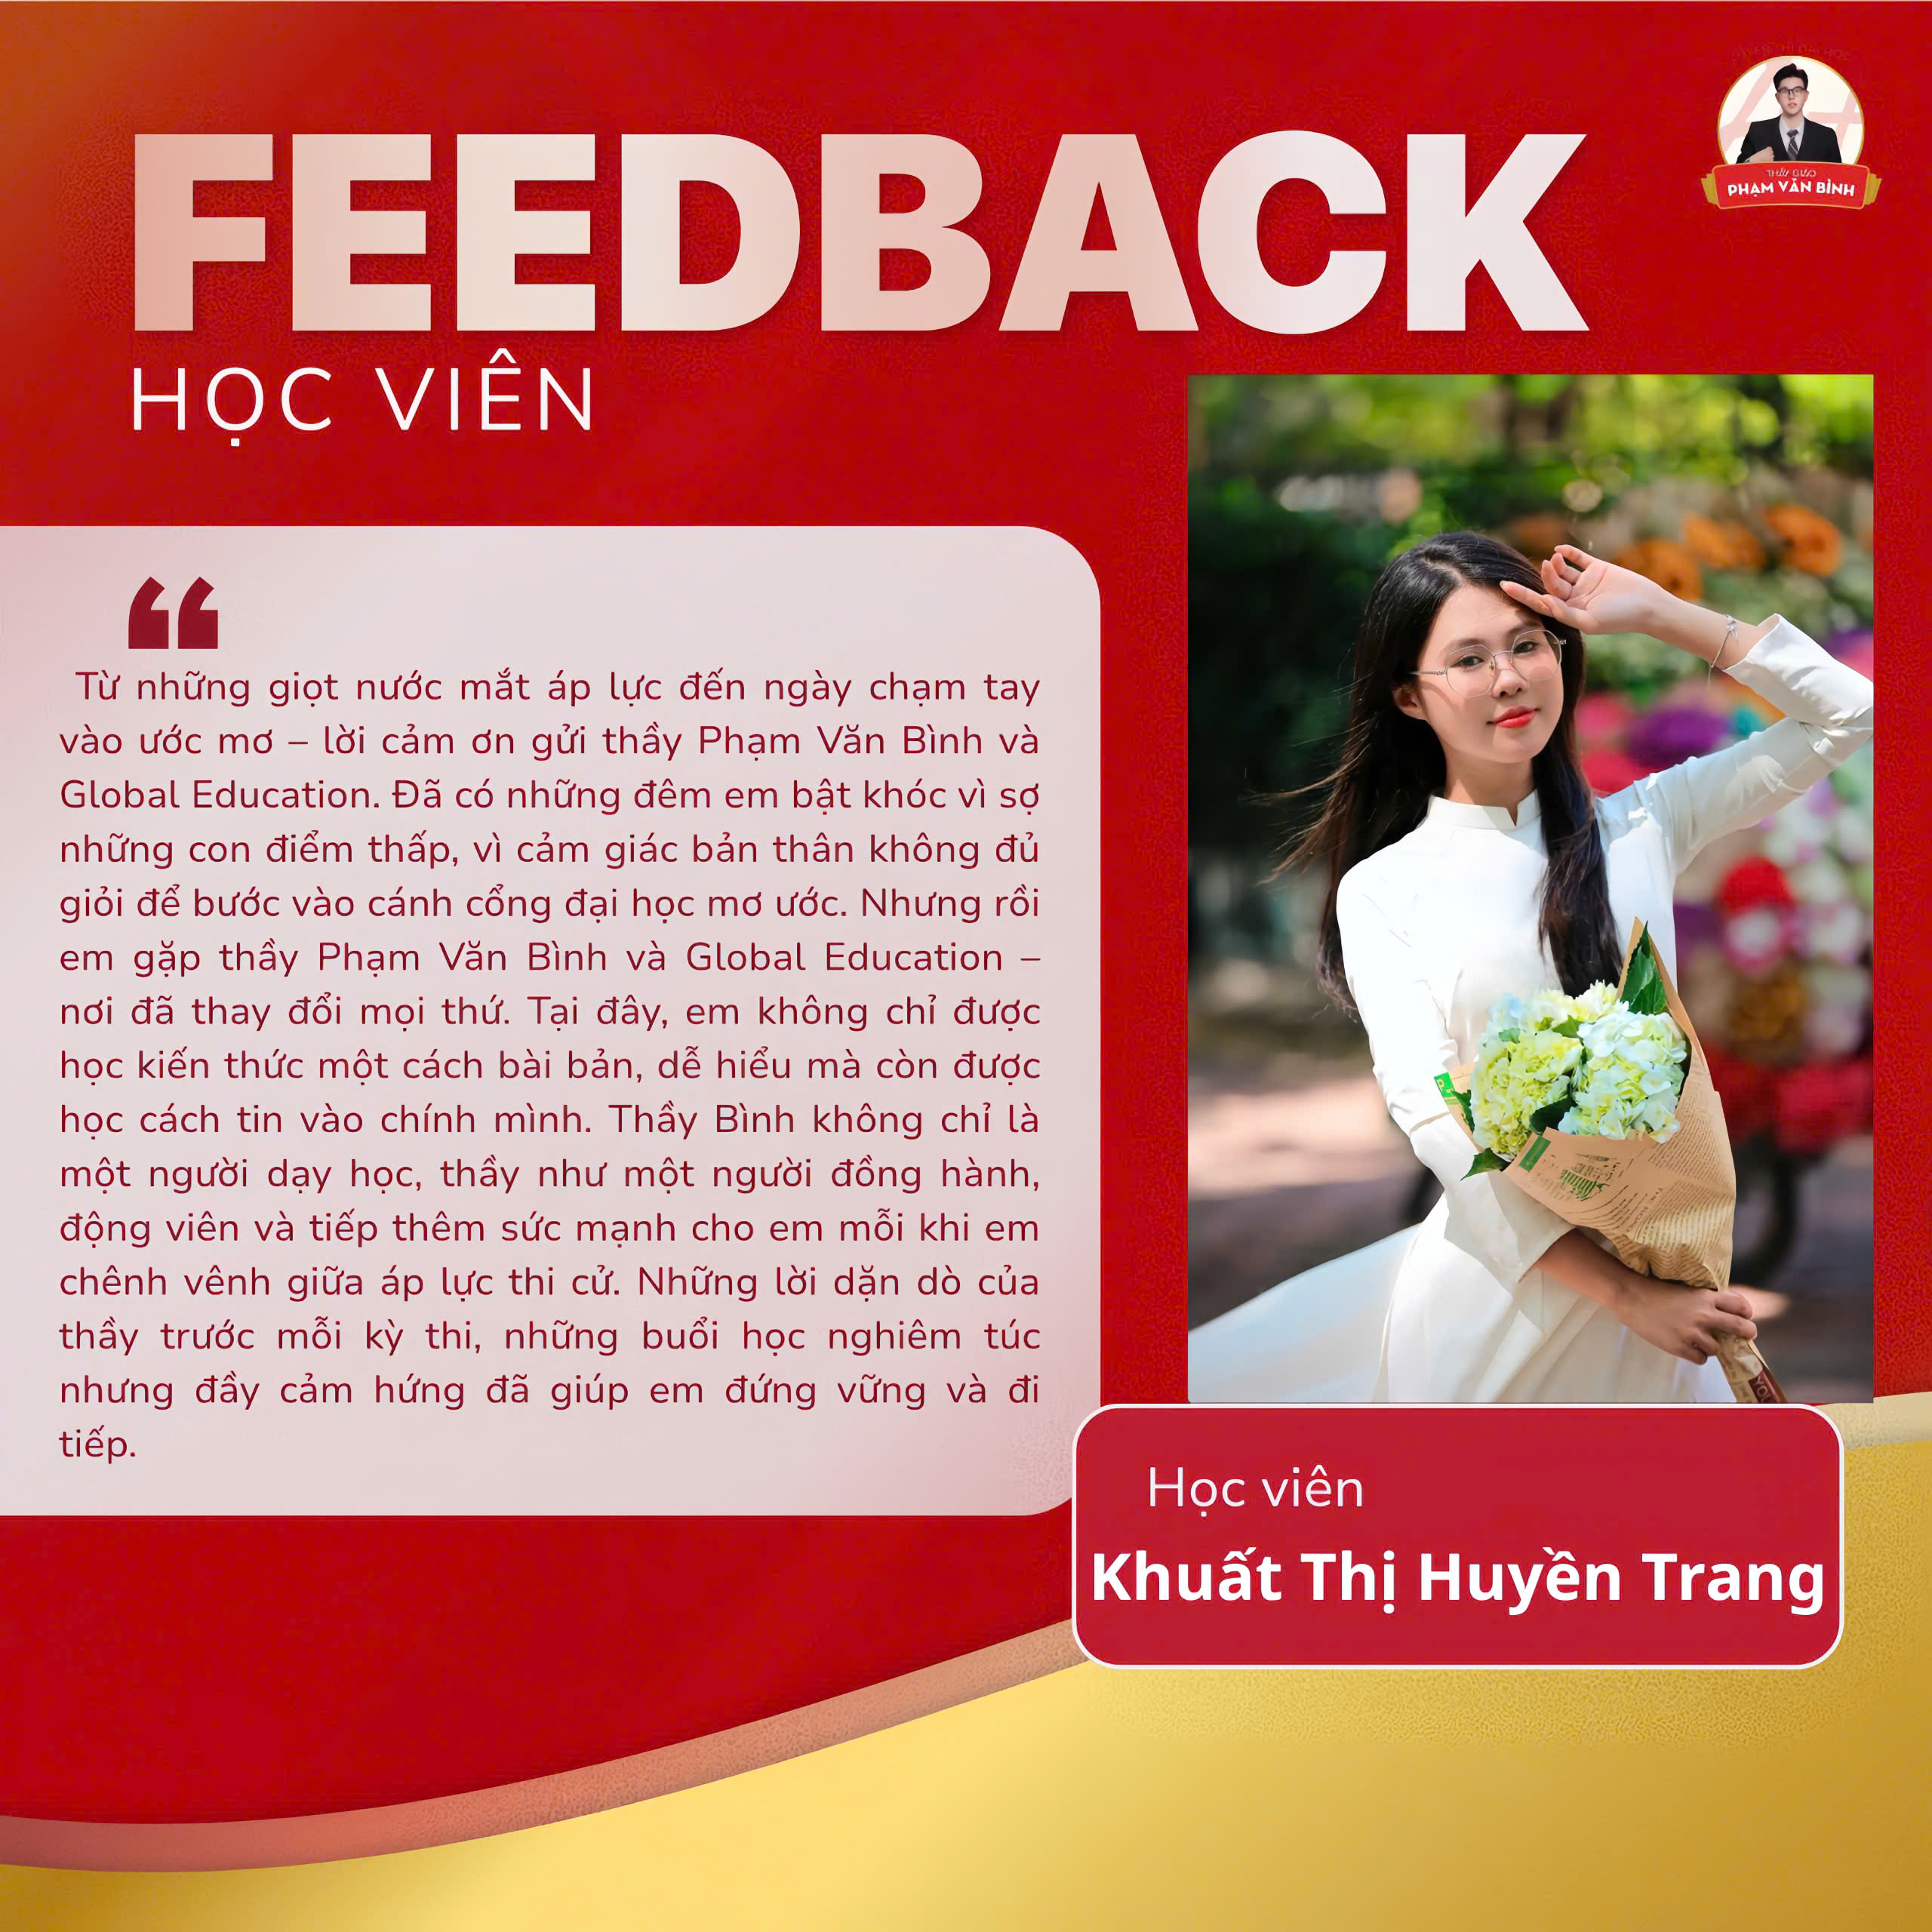 FEEDBACK
HỌC VIÊN
THẦY GIÁO
PHẠM VĂN BÌNH
Từ những giọt nước mắt áp lực đến ngày chạm tay
vào ước mơ – lời cảm ơn gửi thầy Phạm Văn Bình và
Global Education. Đã có những đêm em bật khóc vì sợ
những con điểm thấp, vì cảm giác bản thân không đủ
giỏi để bước vào cánh cổng đại học mơ ước. Nhưng rồi
em gặp thầy Phạm Văn Bình và Global Education –
nơi đã thay đổi mọi thứ. Tại đây, em không chỉ được
học kiến thức một cách bài bản, dễ hiểu mà còn được
học cách tin vào chính mình. Thầy Bình không chỉ là
một người dạy học, thầy như một người đồng hành,
động viên và tiếp thêm sức mạnh cho em mỗi khi em
chênh vênh giữa áp lực thi cử. Những lời dặn dò của
thầy trước mỗi kỳ thi, những buổi học nghiêm túc
nhưng đầy cảm hứng đã giúp em đứng vững và đi
tiếp.
Học viên
Khuất Thị Huyền Trang